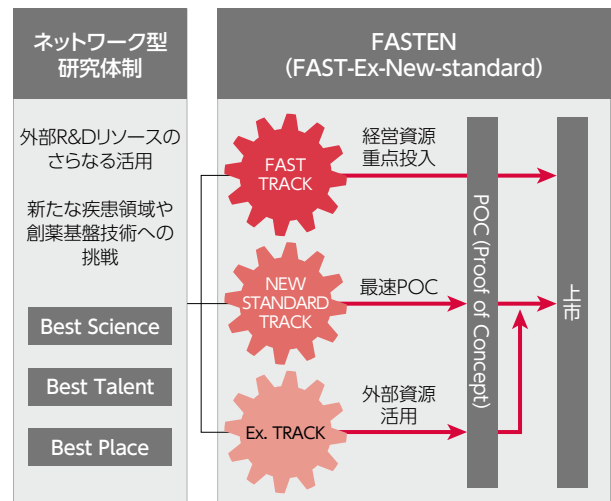 ネットワーク型
研究体制
外部R&Dリソースの
さらなる活用
新たな疾患領域や
創薬基盤技術への
挑戦
Best Science
Best Talent
Best Place
FASTEN
(FAST-Ex-New-standard)
FAST
TRACK
経営資源
重点投入
NEW
STANDARD
TRACK
最速POC
Ex. TRACK
外部資源
活用
POC (Proof of Concept)
上市